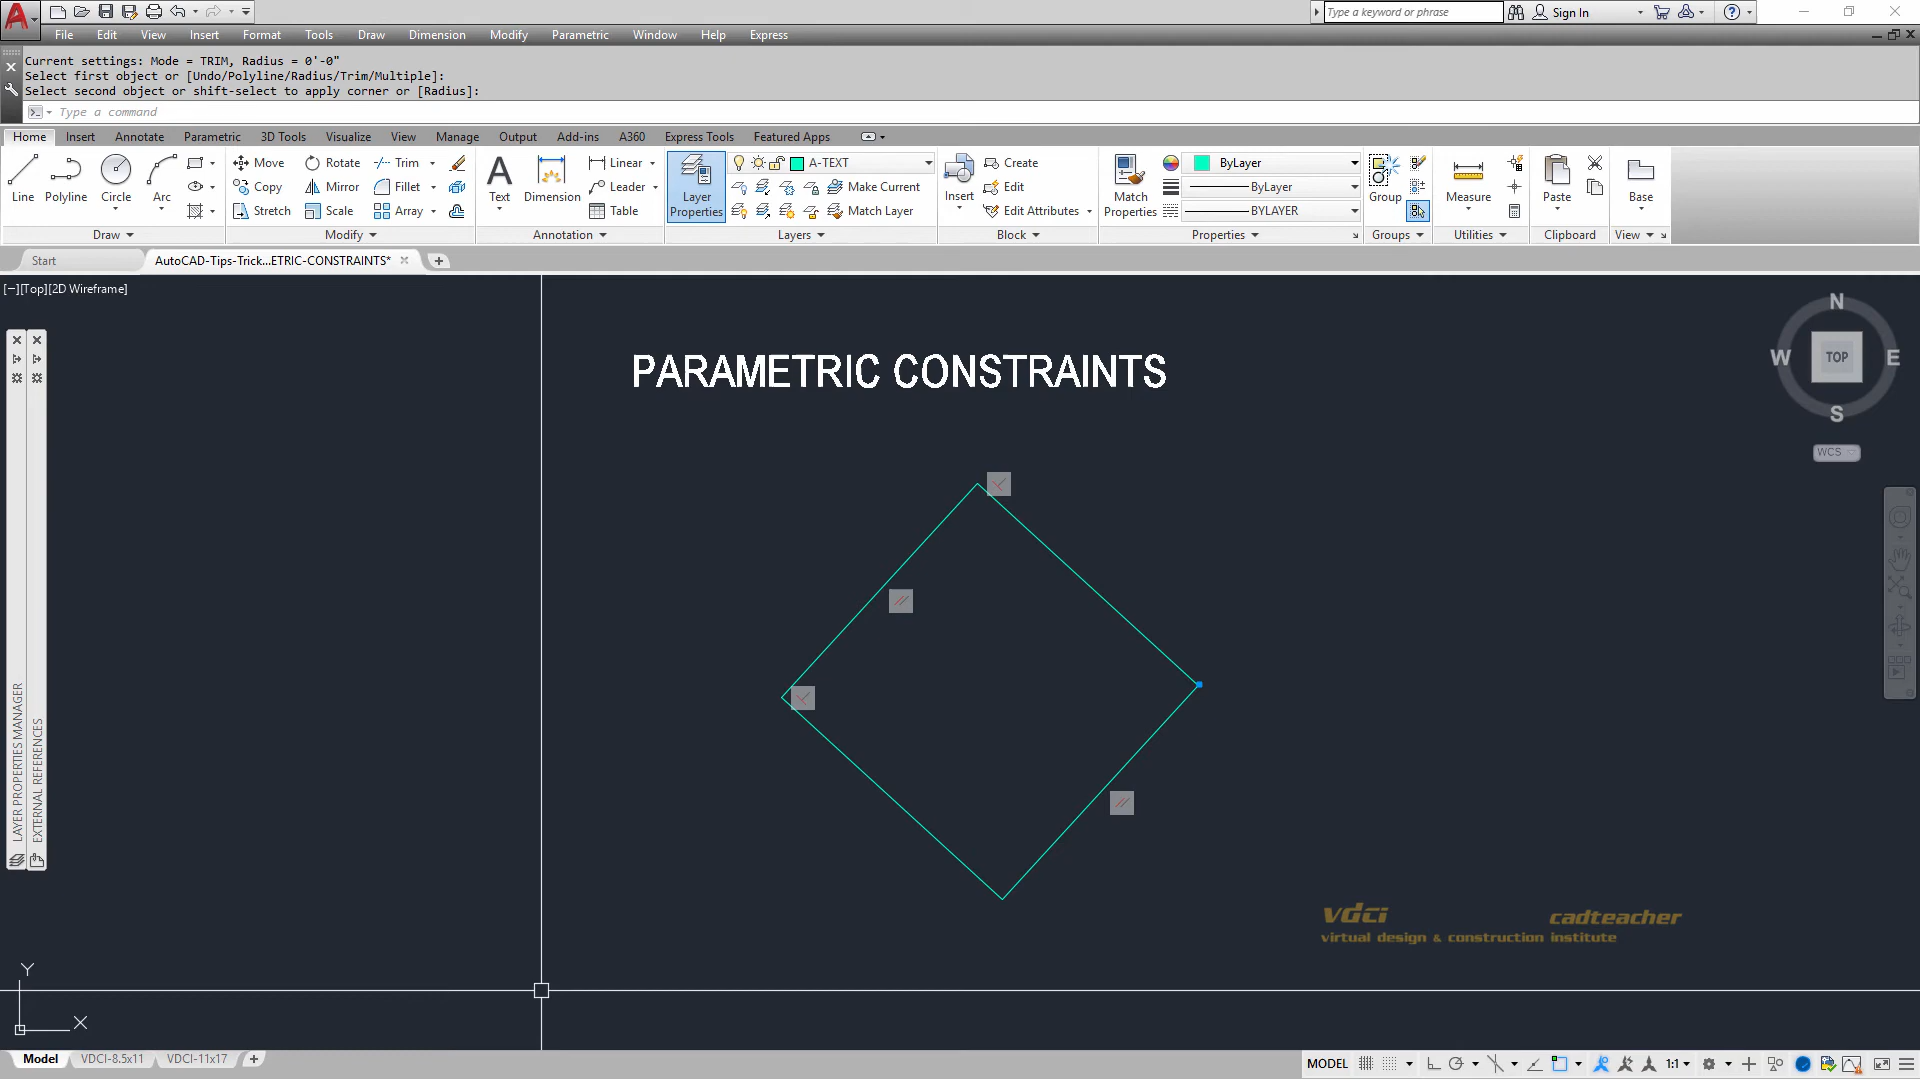 Type a keyword or phrase
Sign In
File Edit View Insert Format Tools Draw Dimension Modify Parametric Window Help Express
Current settings: Mode = TRIM, Radius = 0'-0"
Select first object or [Undo/Polyline/Radius/Trim/Multiple]:
Select second object or shift-select to apply corner or [Radius]:
Type a command
Home Insert Annotate Parametric 3D Tools Visualize View Manage Output Add-ins A360 Express Tools Featured Apps
Line
Polyline
Circle
Arc
Draw
Move Rotate Trim
Copy Mirror Fillet
Stretch Scale Array
Modify
Text
Dimension
Linear
Leader
Table
Annotation
Layer
Properties
A-TEXT
Make Current
Match Layer
Layers
Insert
Create
Edit
Edit Attributes
Block
Match
Properties
ByLayer
ByLayer
BYLAYER
Properties
Group
Groups
Measure
Utilities
Paste
Clipboard
Base
View
Start
AutoCAD-Tips-Trick...ETRIC-CONSTRAINTS*
[−][Top][2D Wireframe]
PARAMETRIC CONSTRAINTS
N
W TOP E
S
WCS
LAYER PROPERTIES MANAGER
EXTERNAL REFERENCES
vdci cadteacher
virtual design & construction institute
Y
X
Model VDCI-8.5x11 VDCI-11x17
MODEL 1:1